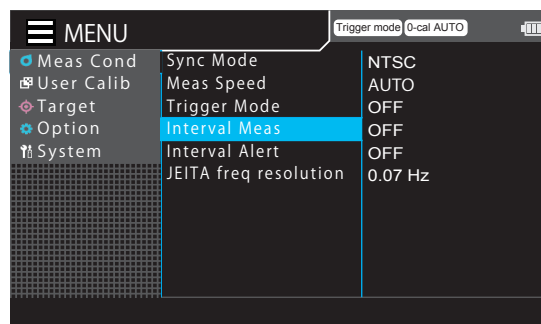 MENU
Trigger mode 0-cal AUTO
Meas Cond
User Calib
Target
Option
System
Sync Mode NTSC
Meas Speed AUTO
Trigger Mode OFF
Interval Meas OFF
Interval Alert OFF
JEITA freq resolution 0.07 Hz